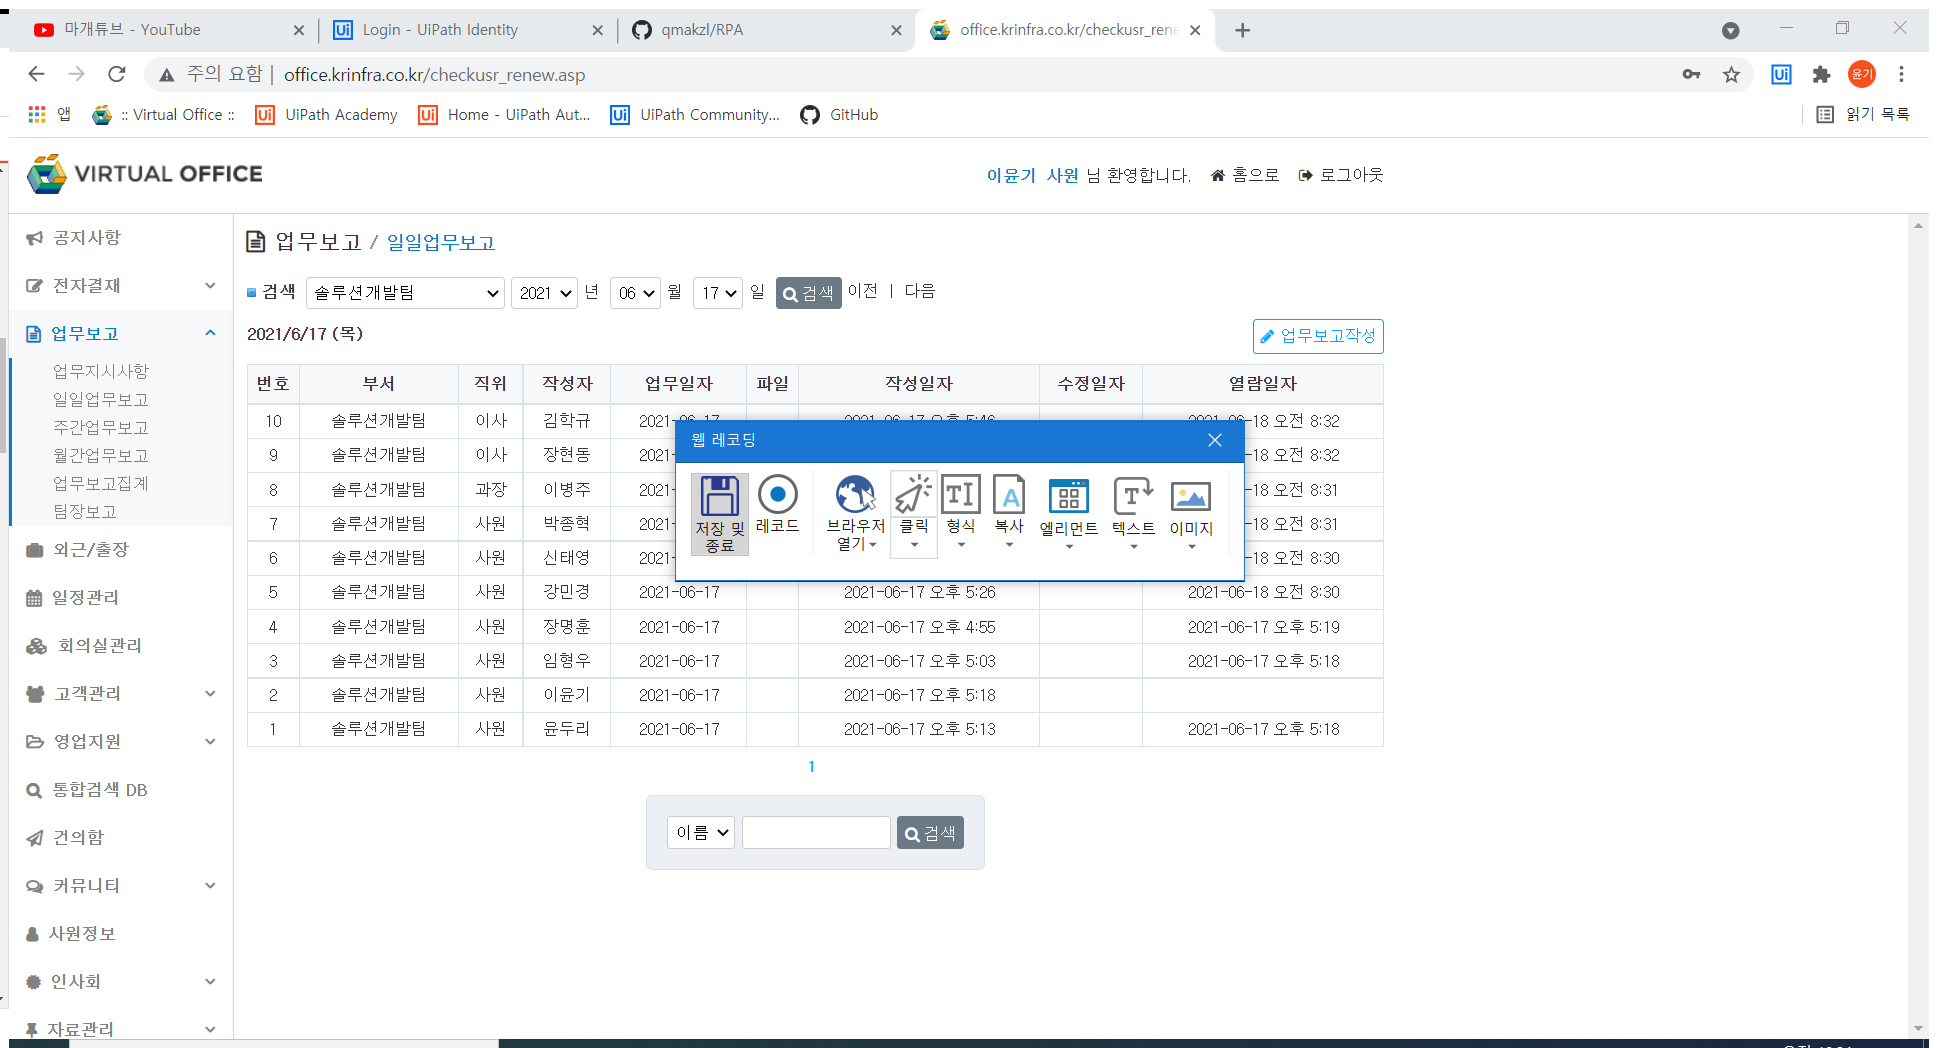 마개튜브 - YouTube
Login - UiPath Identity
qmakzl/RPA
office.krinfra.co.kr/checkusr_rene
주의 요함 | office.krinfra.co.kr/checkusr_renew.asp
윤기
앱
:: Virtual Office ::
UiPath Academy
Home - UiPath Aut...
UiPath Community...
GitHub
읽기 목록
VIRTUAL OFFICE
이윤기 사원 님 환영합니다. 홈으로 로그아웃
공지사항
전자결재
업무보고
업무지시사항
일일업무보고
주간업무보고
월간업무보고
업무보고집계
팀장보고
외근/출장
일정관리
회의실관리
고객관리
영업지원
통합검색 DB
건의함
커뮤니티
사원정보
인사회
자료관리
업무보고 / 일일업무보고
검색 솔루션개발팀 2021 년 06 월 17 일 검색 이전 | 다음
2021/6/17 (목)
업무보고작성
번호 부서 직위 작성자 업무일자 파일 작성일자 수정일자 열람일자
10 솔루션개발팀 이사 김학규 2021-06-17 2021-06-17 오후 5:46 2021-06-18 오전 8:32
9 솔루션개발팀 이사 장현동 2021- -18 오전 8:32
8 솔루션개발팀 과장 이병주 2021- -18 오전 8:31
7 솔루션개발팀 사원 박종혁 2021- -18 오전 8:31
6 솔루션개발팀 사원 신태영 2021- -18 오전 8:30
5 솔루션개발팀 사원 강민경 2021-06-17 2021-06-17 오후 5:26 2021-06-18 오전 8:30
4 솔루션개발팀 사원 장명훈 2021-06-17 2021-06-17 오후 4:55 2021-06-17 오후 5:19
3 솔루션개발팀 사원 임형우 2021-06-17 2021-06-17 오후 5:03 2021-06-17 오후 5:18
2 솔루션개발팀 사원 이윤기 2021-06-17 2021-06-17 오후 5:18
1 솔루션개발팀 사원 윤두리 2021-06-17 2021-06-17 오후 5:13 2021-06-17 오후 5:18
1
이름 검색
웹 레코딩
저장 및 종료
레코드
브라우저 열기
클릭
형식
복사
엘리먼트
텍스트
이미지